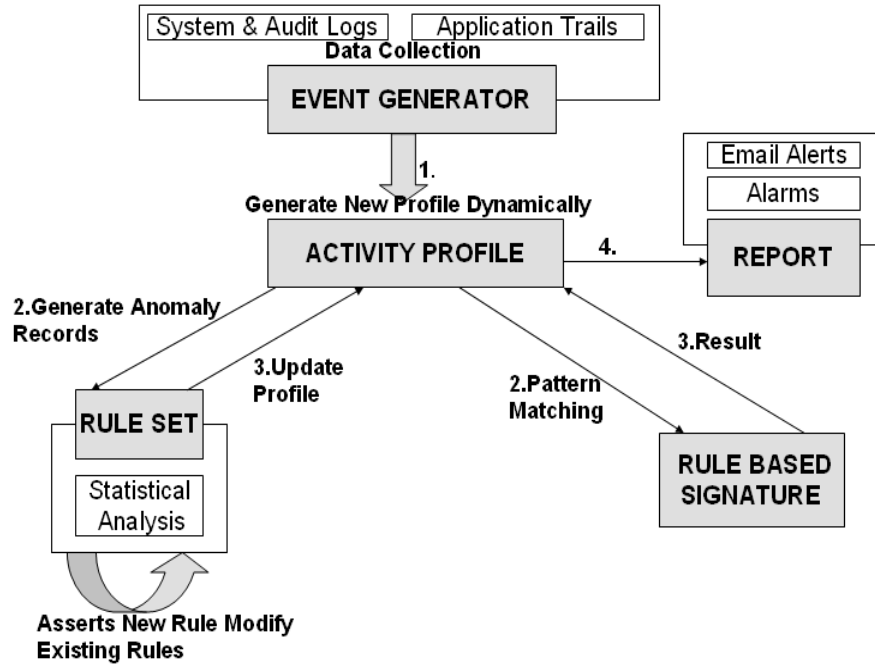 System & Audit Logs
Application Trails
Data Collection
EVENT GENERATOR
1.
Generate New Profile Dynamically
ACTIVITY PROFILE
4.
Email Alerts
Alarms
REPORT
2.Generate Anomaly
Records
3.Update
Profile
2.Pattern
Matching
3.Result
RULE SET
Statistical
Analysis
RULE BASED
SIGNATURE
Asserts New Rule Modify
Existing Rules